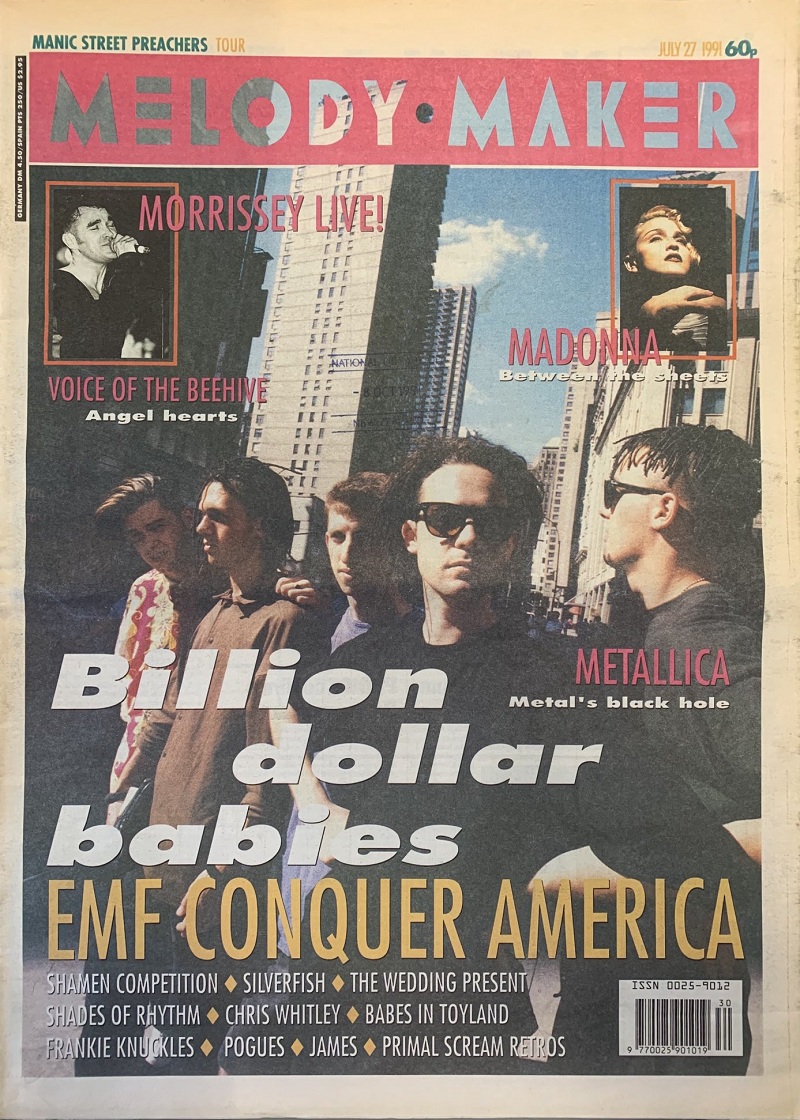 MANIC STREET PREACHERS TOUR
JULY 27 1991 60p
GERMANY DM 4.50/SPAIN PTS 250/US $2.95
MELODY•MAKER
MORRISSEY LIVE!
MADONNA
Between the sheets
VOICE OF THE BEEHIVE
Angel hearts
NATIONAL
METALLICA
Metal's black hole
Billion
dollar
babies
EMF CONQUER AMERICA
SHAMEN COMPETITION ♦ SILVERFISH ♦ THE WEDDING PRESENT
SHADES OF RHYTHM ♦ CHRIS WHITLEY ♦ BABES IN TOYLAND
FRANKIE KNUCKLES ♦ POGUES ♦ JAMES ♦ PRIMAL SCREAM RETROS
ISSN 0025-9012
30
9 770025 901019